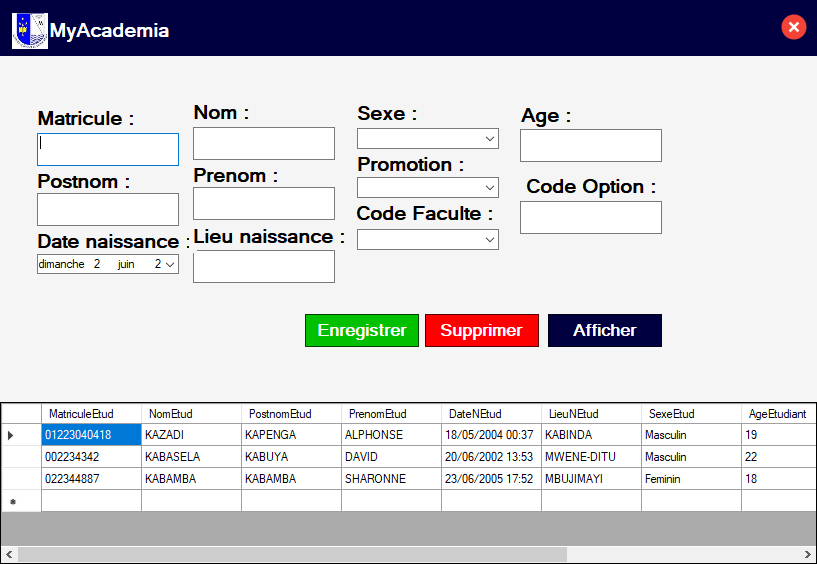 MyAcademia
Matricule :
Nom :
Sexe :
Age :
Postnom :
Prenom :
Promotion :
Code Option :
Date naissance :
Lieu naissance :
Code Faculte :
dimanche 2 juin 2
Enregistrer
Supprimer
Afficher
MatriculeEtud NomEtud PostnomEtud PrenomEtud DateNEtud LieuNEtud SexeEtud AgeEtudiant
01223040418 KAZADI KAPENGA ALPHONSE 18/05/2004 00:37 KABINDA Masculin 19
002234342 KABASELA KABUYA DAVID 20/06/2002 13:53 MWENE-DITU Masculin 22
022344887 KABAMBA KABAMBA SHARONNE 23/06/2005 17:52 MBUJIMAYI Feminin 18